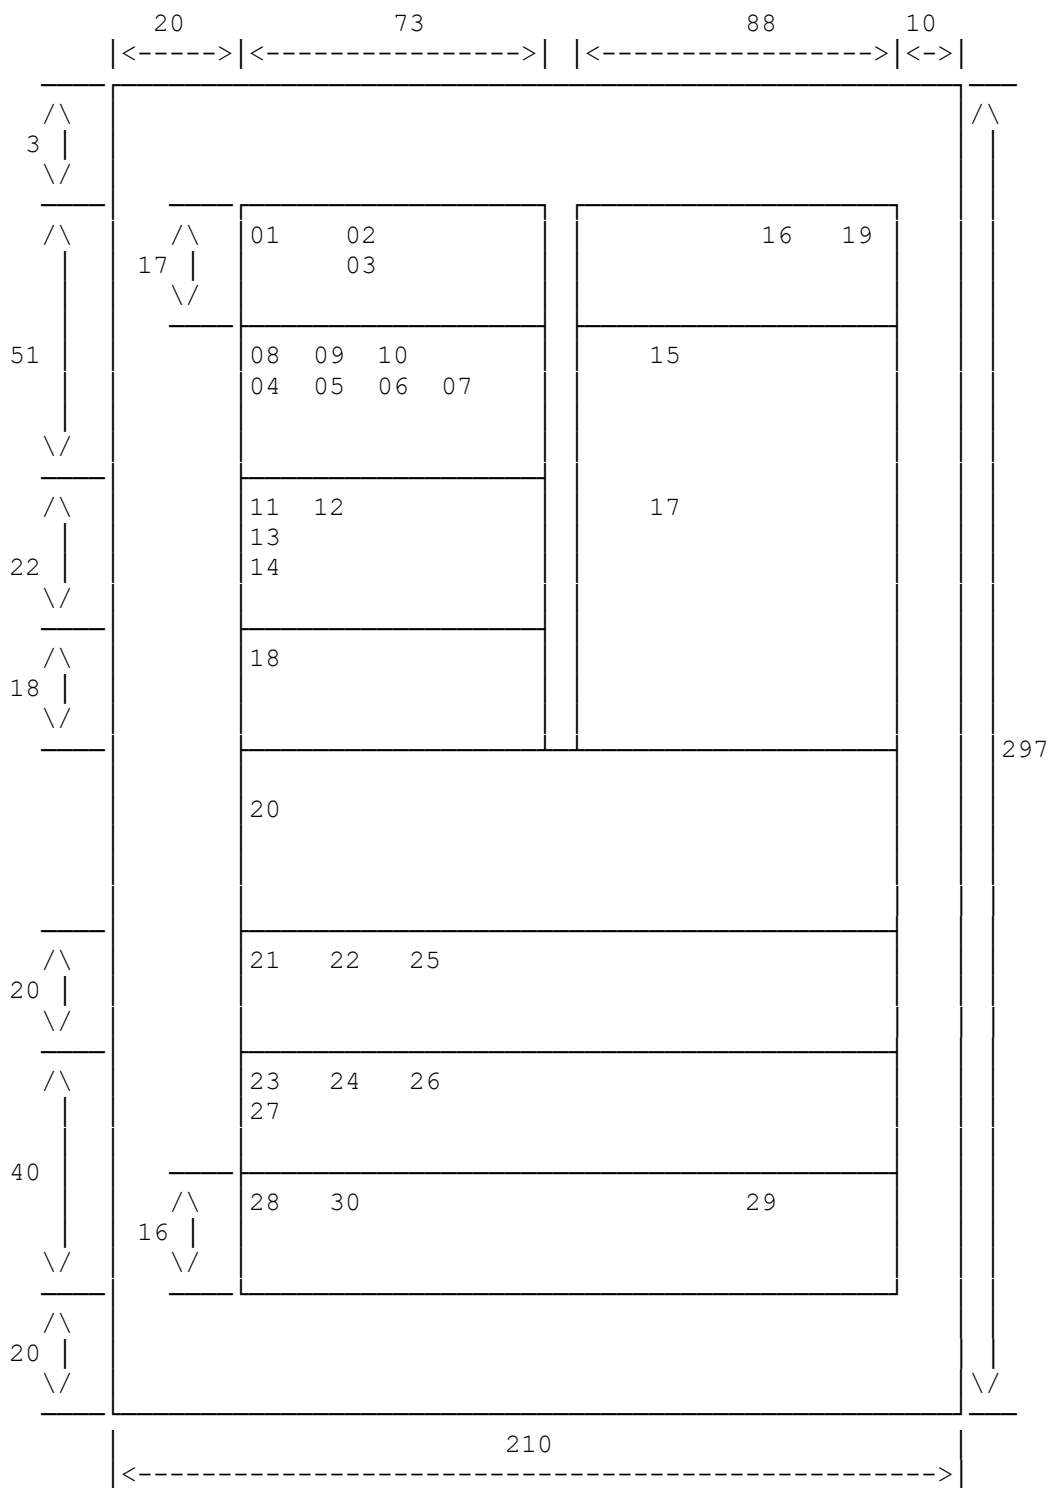 20 73 88 10
|<----->|<----------------->| |<------------------->|<->|
/\ /\
3 |
\/
/\ /\ 01 02 16 19
17 | 03
\/
51 08 09 10 15
04 05 06 07
\/
/\ 11 12 17
13
22 14
\/
/\ 18
18 |
\/
297
20
/\ 21 22 25
20 |
\/
/\ 23 24 26
27
40
/\ 28 30 29
16 |
\/ \/
/\
20 |
\/ \/
210
|<-------------------------------------------------->|